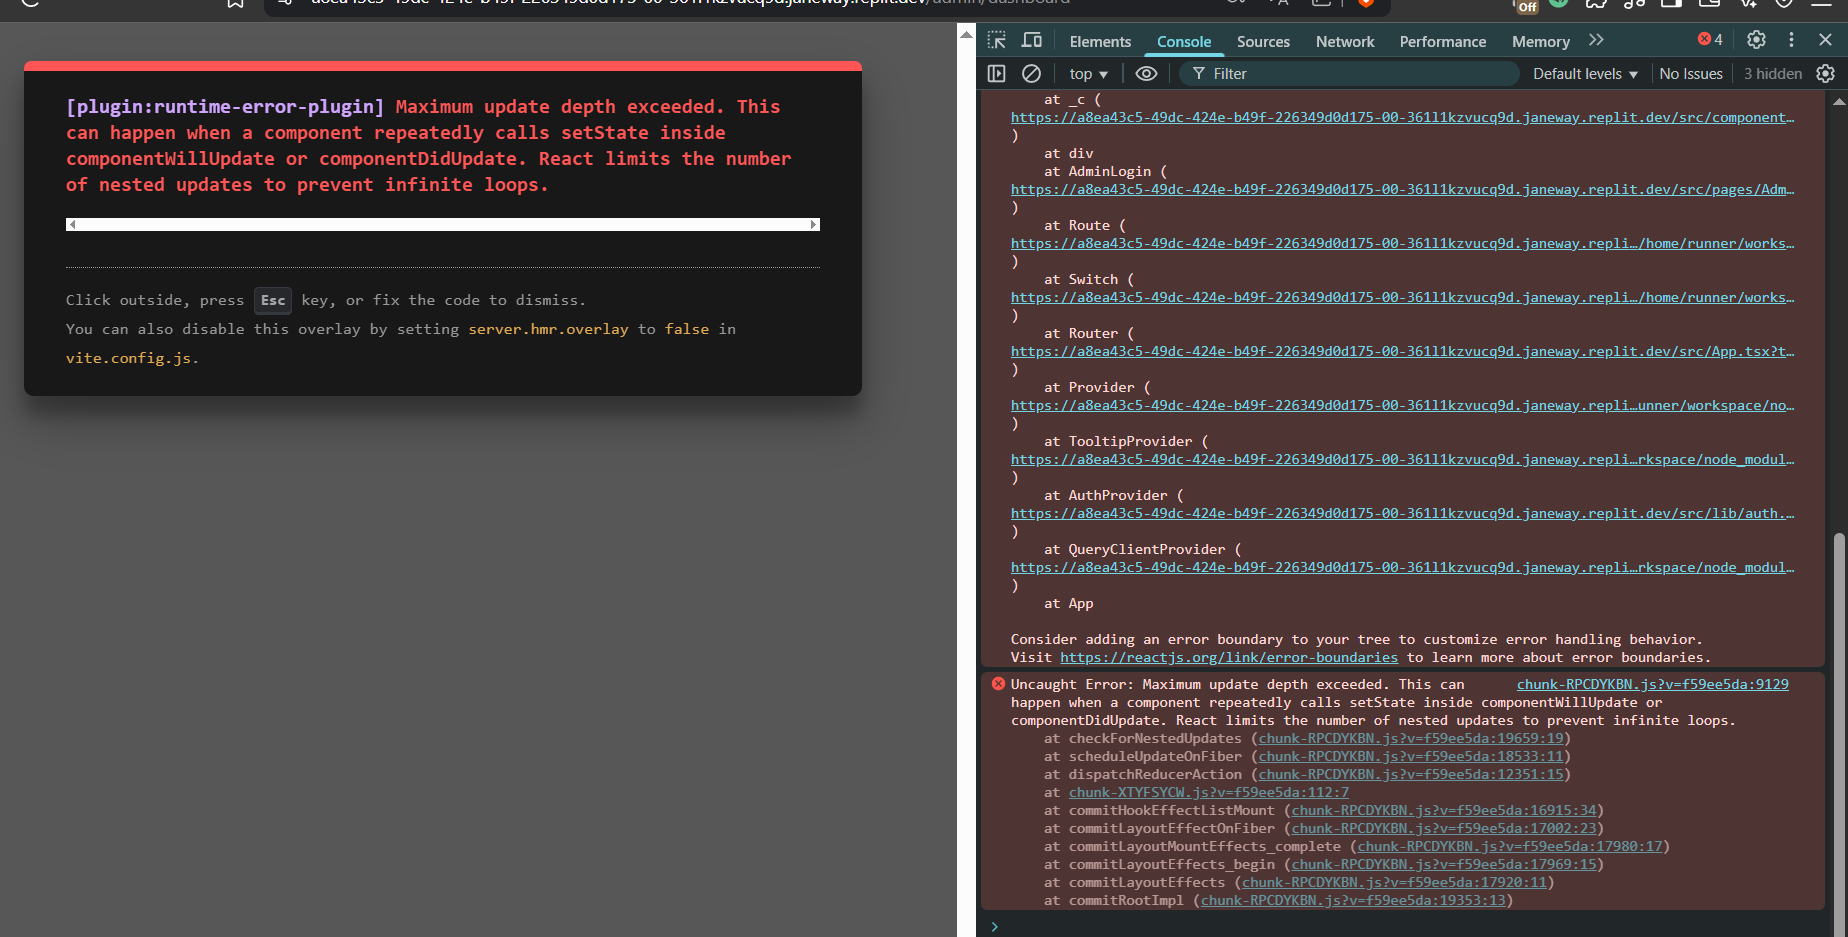 /admin/dashboard
Off
[plugin:runtime-error-plugin] Maximum update depth exceeded. This
can happen when a component repeatedly calls setState inside
componentWillUpdate or componentDidUpdate. React limits the number
of nested updates to prevent infinite loops.
Click outside, press Esc key, or fix the code to dismiss.
You can also disable this overlay by setting server.hmr.overlay to false in
vite.config.js.
Elements Console Sources Network Performance Memory 4
top Filter Default levels No Issues 3 hidden
at _c (
https://a8ea43c5-49dc-424e-b49f-226349d0d175-00-361l1kzvucq9d.janeway.replit.dev/src/component…
)
at div
at AdminLogin (
https://a8ea43c5-49dc-424e-b49f-226349d0d175-00-361l1kzvucq9d.janeway.replit.dev/src/pages/Adm…
)
at Route (
https://a8ea43c5-49dc-424e-b49f-226349d0d175-00-361l1kzvucq9d.janeway.repli…/home/runner/works…
)
at Switch (
https://a8ea43c5-49dc-424e-b49f-226349d0d175-00-361l1kzvucq9d.janeway.repli…/home/runner/works…
)
at Router (
https://a8ea43c5-49dc-424e-b49f-226349d0d175-00-361l1kzvucq9d.janeway.replit.dev/src/App.tsx?t…
)
at Provider (
https://a8ea43c5-49dc-424e-b49f-226349d0d175-00-361l1kzvucq9d.janeway.repli…unner/workspace/no…
)
at TooltipProvider (
https://a8ea43c5-49dc-424e-b49f-226349d0d175-00-361l1kzvucq9d.janeway.repli…rkspace/node_modul…
)
at AuthProvider (
https://a8ea43c5-49dc-424e-b49f-226349d0d175-00-361l1kzvucq9d.janeway.replit.dev/src/lib/auth.…
)
at QueryClientProvider (
https://a8ea43c5-49dc-424e-b49f-226349d0d175-00-361l1kzvucq9d.janeway.repli…rkspace/node_modul…
)
at App
Consider adding an error boundary to your tree to customize error handling behavior.
Visit https://reactjs.org/link/error-boundaries to learn more about error boundaries.
Uncaught Error: Maximum update depth exceeded. This can chunk-RPCDYKBN.js?v=f59ee5da:9129
happen when a component repeatedly calls setState inside componentWillUpdate or
componentDidUpdate. React limits the number of nested updates to prevent infinite loops.
at checkForNestedUpdates (chunk-RPCDYKBN.js?v=f59ee5da:19659:19)
at scheduleUpdateOnFiber (chunk-RPCDYKBN.js?v=f59ee5da:18533:11)
at dispatchReducerAction (chunk-RPCDYKBN.js?v=f59ee5da:12351:15)
at chunk-XTYFSYCW.js?v=f59ee5da:112:7
at commitHookEffectListMount (chunk-RPCDYKBN.js?v=f59ee5da:16915:34)
at commitLayoutEffectOnFiber (chunk-RPCDYKBN.js?v=f59ee5da:17002:23)
at commitLayoutMountEffects_complete (chunk-RPCDYKBN.js?v=f59ee5da:17980:17)
at commitLayoutEffects_begin (chunk-RPCDYKBN.js?v=f59ee5da:17969:15)
at commitLayoutEffects (chunk-RPCDYKBN.js?v=f59ee5da:17920:11)
at commitRootImpl (chunk-RPCDYKBN.js?v=f59ee5da:19353:13)